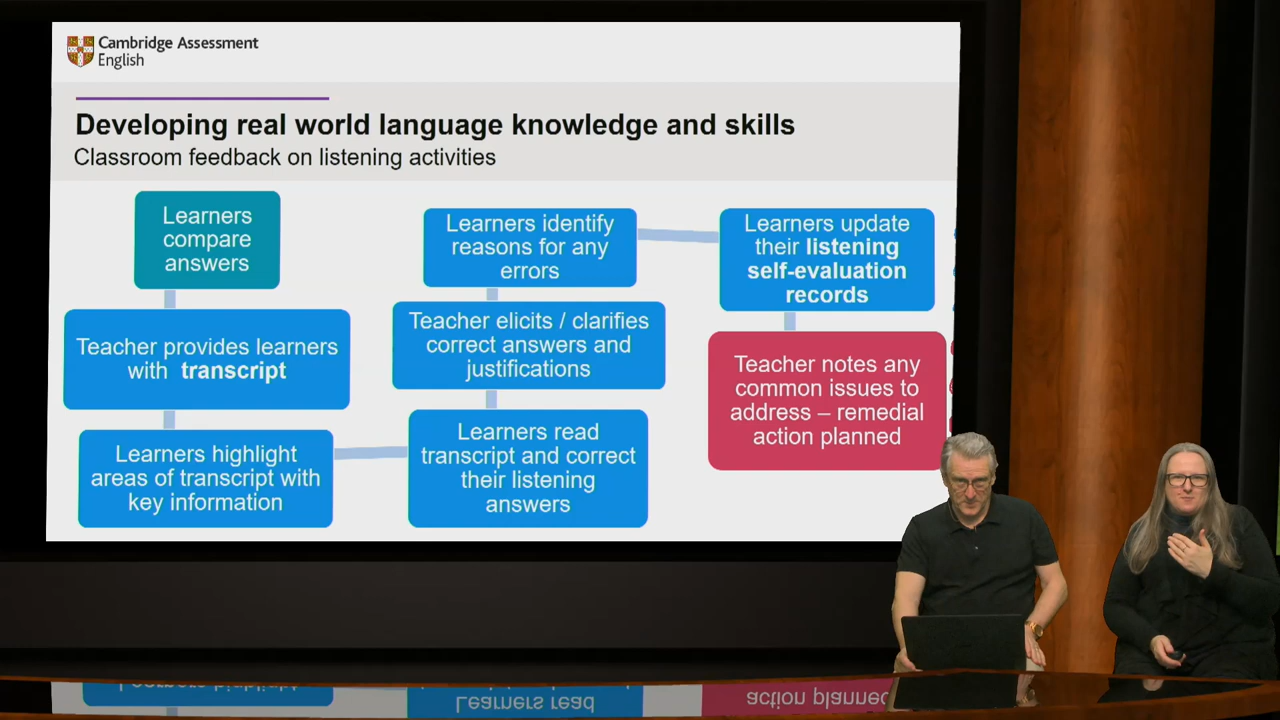 Cambridge Assessment
English
Developing real world language knowledge and skills
Classroom feedback on listening activities
Learners
compare
answers
Teacher provides learners
with transcript
Learners highlight
areas of transcript with
key information
Learners read
transcript and correct
their listening
answers
Teacher elicits / clarifies
correct answers and
justifications
Learners identify
reasons for any
errors
Learners update
their listening
self-evaluation
records
Teacher notes any
common issues to
address – remedial
action planned